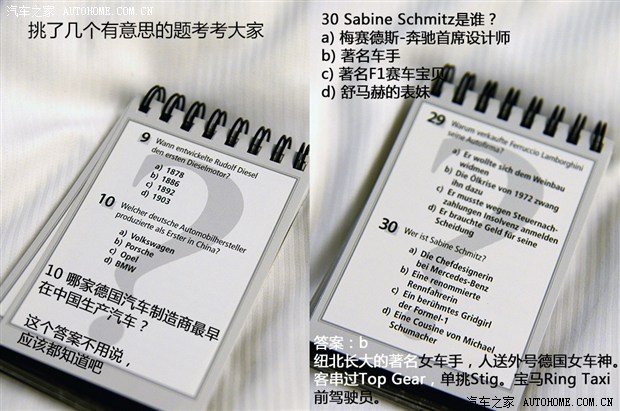 汽车之家 AUTOHOME.COM.CN
挑了几个有意思的题考考大家
9 Wann entwickelte Rudolf Diesel
den ersten Dieselmotor?
a) 1878
b) 1886
c) 1892
d) 1903
10 Welcher deutsche Automobilhersteller
produzierte als Erster in China?
a) Volkswagen
b) Porsche
c) Opel
d) BMW
10 哪家德国汽车制造商最早
在中国生产汽车？
这个答案不用说，
应该都知道吧
汽车之家 AUTOHOME.COM.CN
30 Sabine Schmitz是谁？
a) 梅赛德斯-奔驰首席设计师
b) 著名车手
c) 著名F1赛车宝贝
d) 舒马赫的表妹
29 Warum verkaufte Ferruccio Lamborghini
seine Autofirma?
a) Er wollte sich dem Weinbau
widmen
b) Die Ölkrise von 1972 zwang
ihn dazu
c) Er musste wegen Steuernach-
zahlungen Insolvenz anmelden
d) Er brauchte Geld für seine
Scheidung
30 Wer ist Sabine Schmitz?
a) Die Chefdesignerin
bei Mercedes-Benz
b) Eine renommierte
Rennfahrerin
c) Ein berühmtes Gridgirl
der Formel-1
d) Eine Cousine von Michael
Schumacher
答案：b
纽北长大的著名女车手，人送外号德国女车神。
客串过Top Gear，单挑Stig。宝马Ring Taxi
前驾驶员。
汽车之家 AUTOHOME.COM.CN